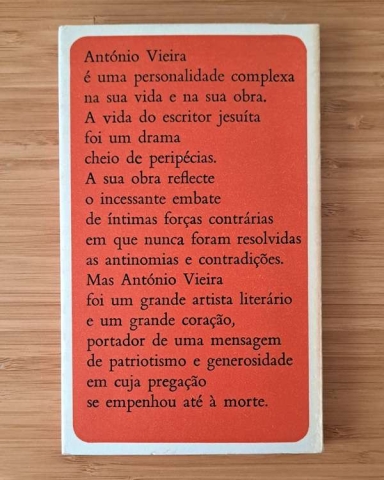 António Vieira
é uma personalidade complexa
na sua vida e na sua obra.
A vida do escritor jesuíta
foi um drama
cheio de peripécias.
A sua obra reflecte
o incessante embate
de íntimas forças contrárias
em que nunca foram resolvidas
as antinomias e contradições.
Mas António Vieira
foi um grande artista literário
e um grande coração,
portador de uma mensagem
de patriotismo e generosidade
em cuja pregação
se empenhou até à morte.